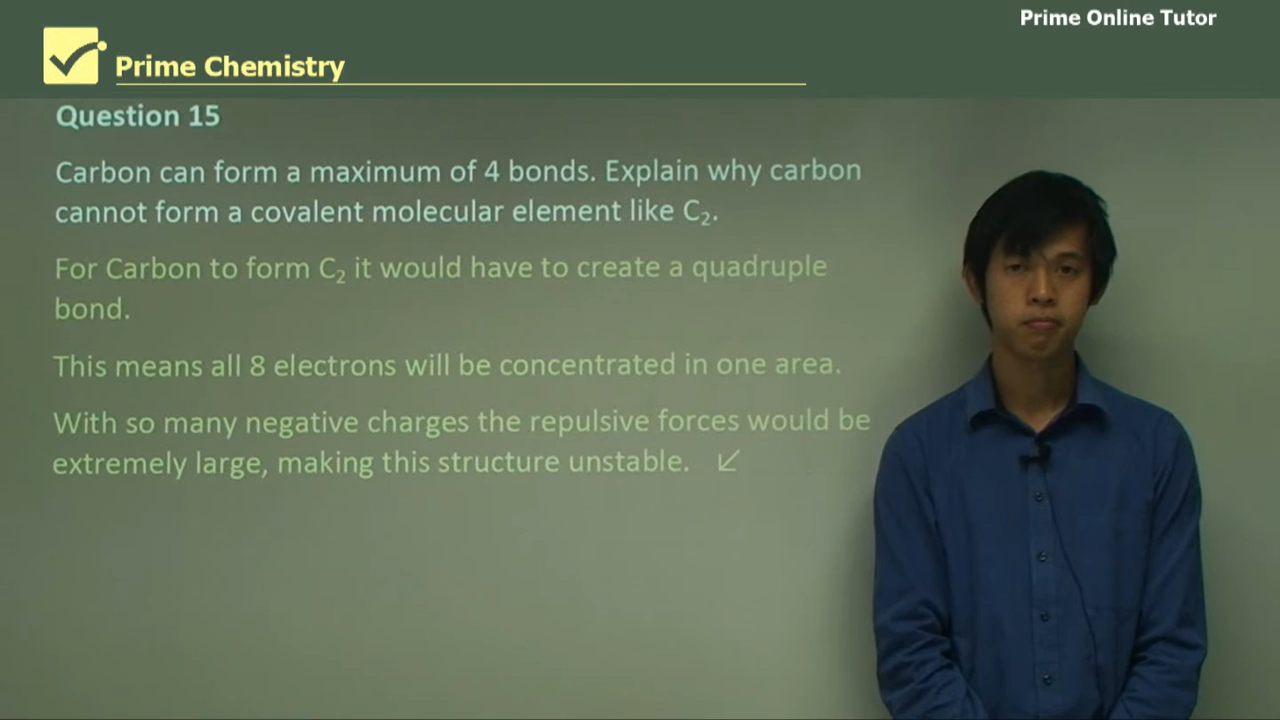 Prime Online Tutor
Prime Chemistry
Question 15
Carbon can form a maximum of 4 bonds. Explain why carbon
cannot form a covalent molecular element like C₂.
For Carbon to form C₂ it would have to create a quadruple
bond.
This means all 8 electrons will be concentrated in one area.
With so many negative charges the repulsive forces would be
extremely large, making this structure unstable.